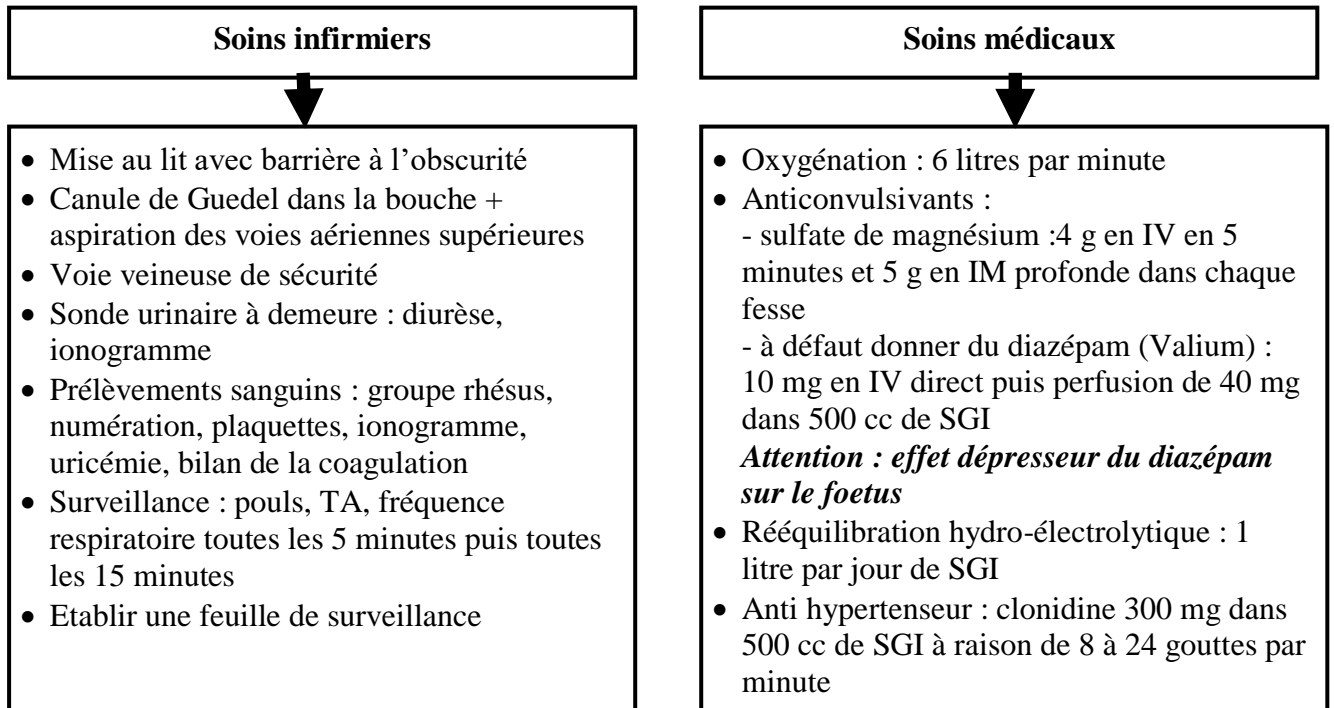 Soins infirmiers
• Mise au lit avec barrière à l’obscurité
• Canule de Guedel dans la bouche +
aspiration des voies aériennes supérieures
• Voie veineuse de sécurité
• Sonde urinaire à demeure : diurèse,
ionogramme
• Prélèvements sanguins : groupe rhésus,
numération, plaquettes, ionogramme,
uricémie, bilan de la coagulation
• Surveillance : pouls, TA, fréquence
respiratoire toutes les 5 minutes puis toutes
les 15 minutes
• Etablir une feuille de surveillance
Soins médicaux
• Oxygénation : 6 litres par minute
• Anticonvulsivants :
- sulfate de magnésium :4 g en IV en 5
minutes et 5 g en IM profonde dans chaque
fesse
- à défaut donner du diazépam (Valium) :
10 mg en IV direct puis perfusion de 40 mg
dans 500 cc de SGI
Attention : effet dépresseur du diazépam
sur le foetus
• Rééquilibration hydro-électrolytique : 1
litre par jour de SGI
• Anti hypertenseur : clonidine 300 mg dans
500 cc de SGI à raison de 8 à 24 gouttes par
minute